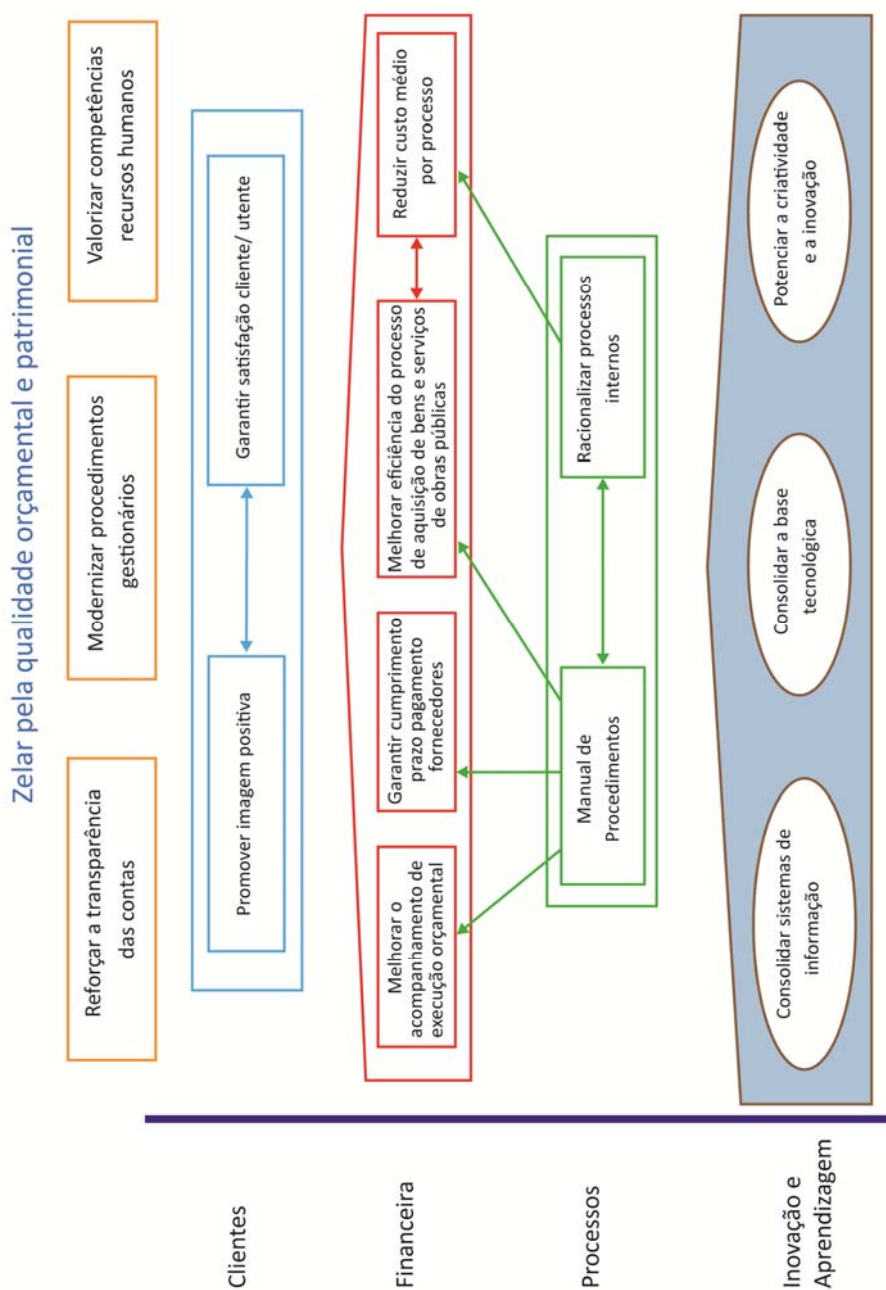 Zelar pela qualidade orçamental e patrimonial
Reforçar a transparência
das contas
Modernizar procedimentos
gestionários
Valorizar competências
recursos humanos
Clientes
Promover imagem positiva
Garantir satisfação cliente/ utente
Financeira
Melhorar o
acompanhamento de
execução orçamental
Garantir cumprimento
prazo pagamento
fornecedores
Melhorar eficiência do processo
de aquisição de bens e serviços
de obras públicas
Reduzir custo médio
por processo
Processos
Manual de
Procedimentos
Racionalizar processos
internos
Inovação e
Aprendizagem
Consolidar sistemas de
informação
Consolidar a base
tecnológica
Potenciar a criatividade
e a inovação